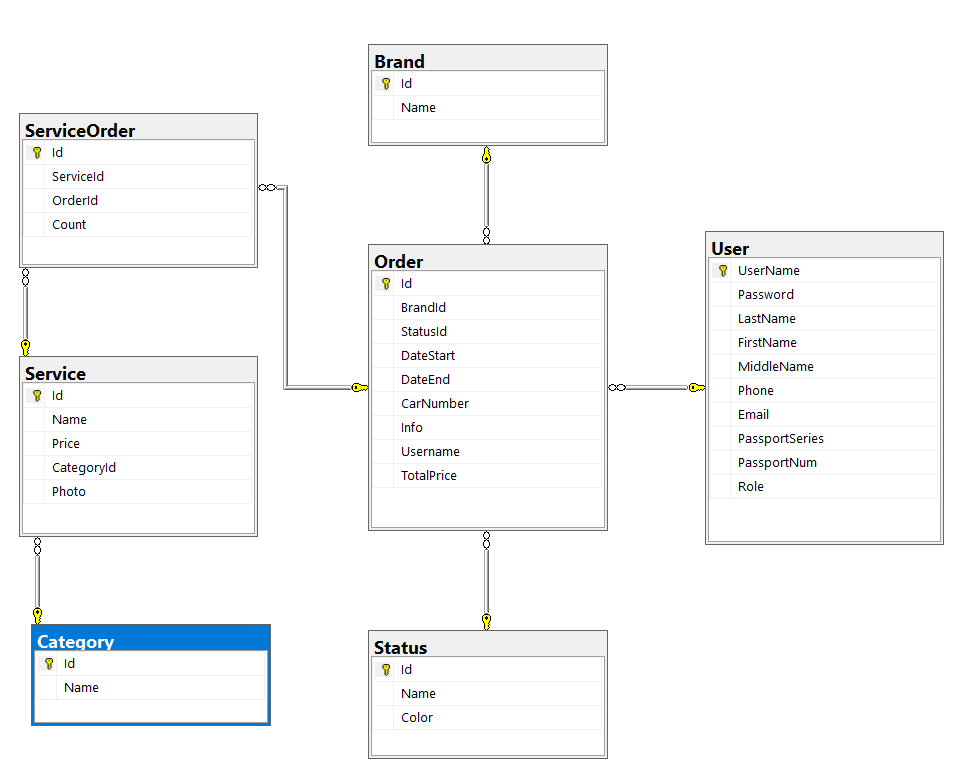 Brand
Id
Name
ServiceOrder
Id
ServiceId
OrderId
Count
Order
Id
BrandId
StatusId
DateStart
DateEnd
CarNumber
Info
Username
TotalPrice
User
UserName
Password
LastName
FirstName
MiddleName
Phone
Email
PassportSeries
PassportNum
Role
Service
Id
Name
Price
CategoryId
Photo
Category
Id
Name
Status
Id
Name
Color